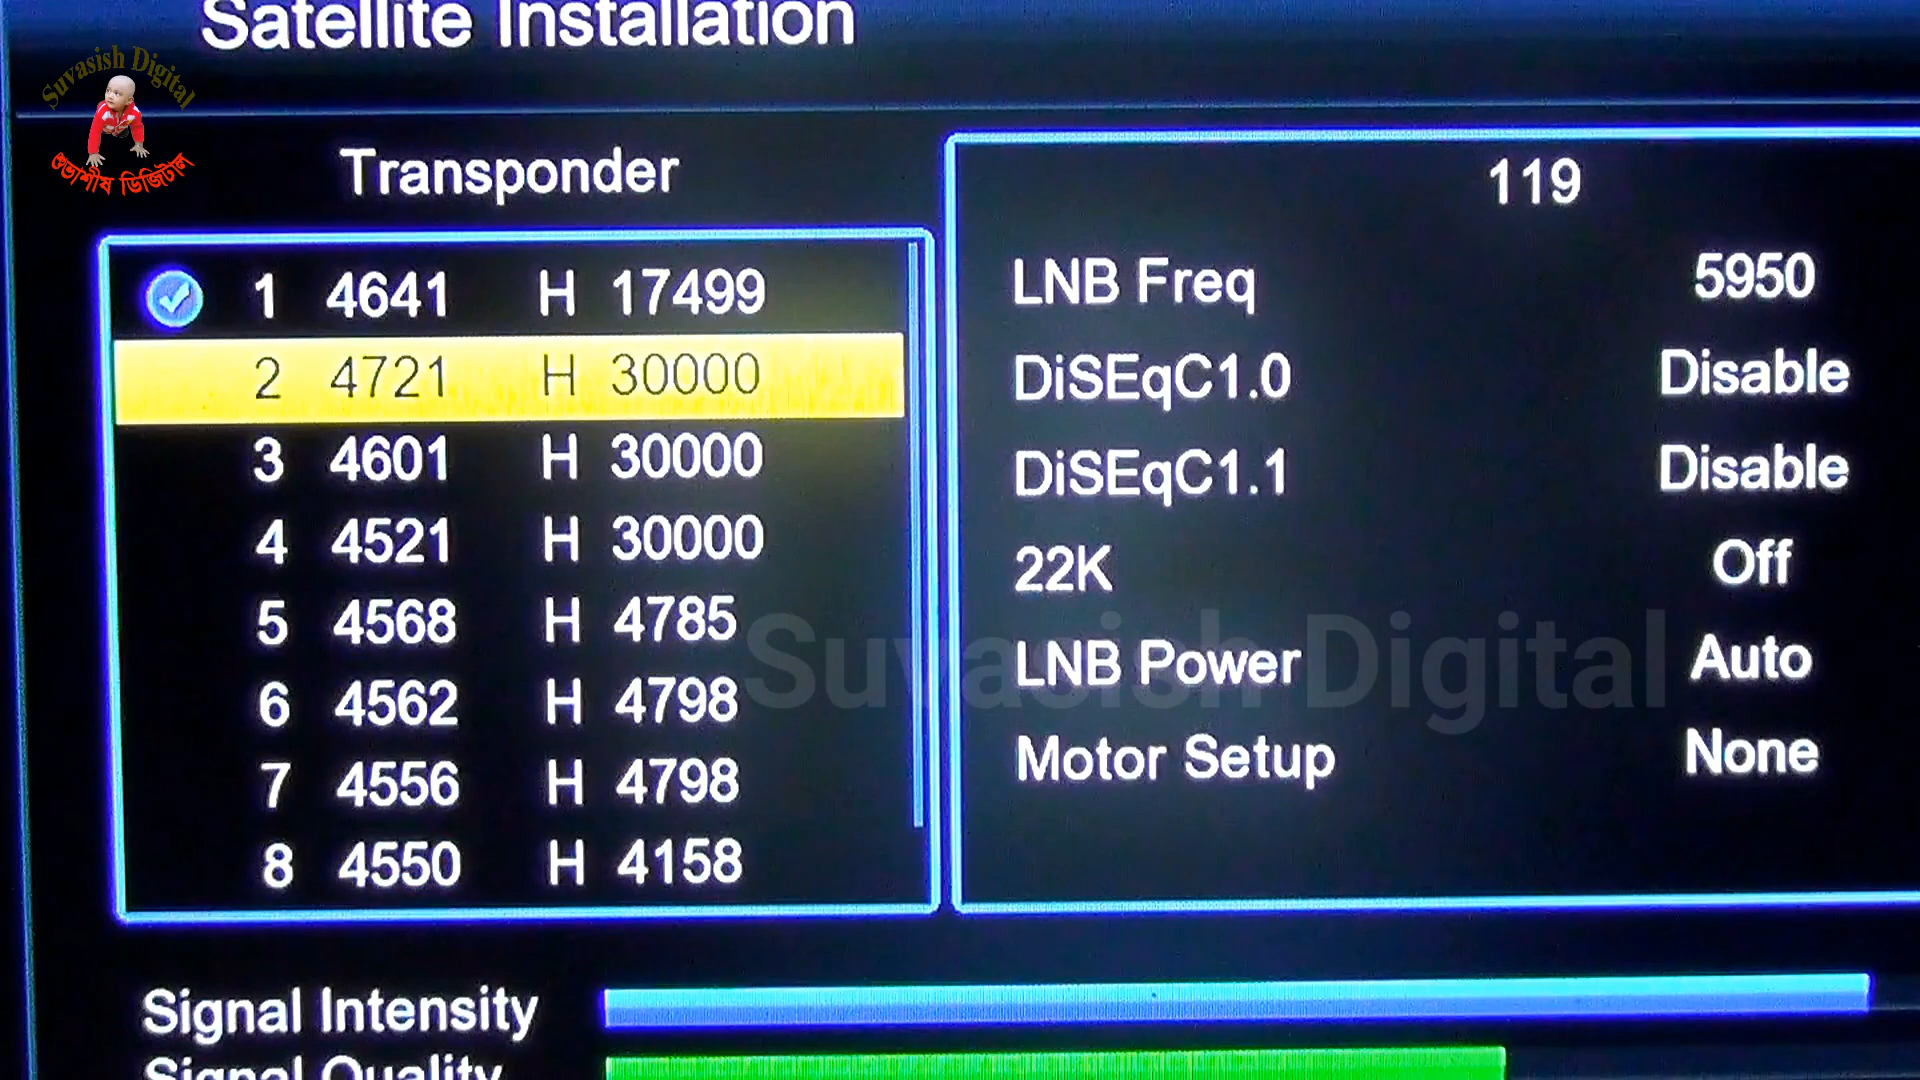 Satellite Installation
Suvasish Digital
শুভাশীষ ডিজিটাল
Transponder
1 4641 H 17499
2 4721 H 30000
3 4601 H 30000
4 4521 H 30000
5 4568 H 4785
6 4562 H 4798
7 4556 H 4798
8 4550 H 4158
119
LNB Freq 5950
DiSEqC1.0 Disable
DiSEqC1.1 Disable
22K Off
LNB Power Auto
Motor Setup None
Suvasish Digital
Signal Intensity
Signal Quality